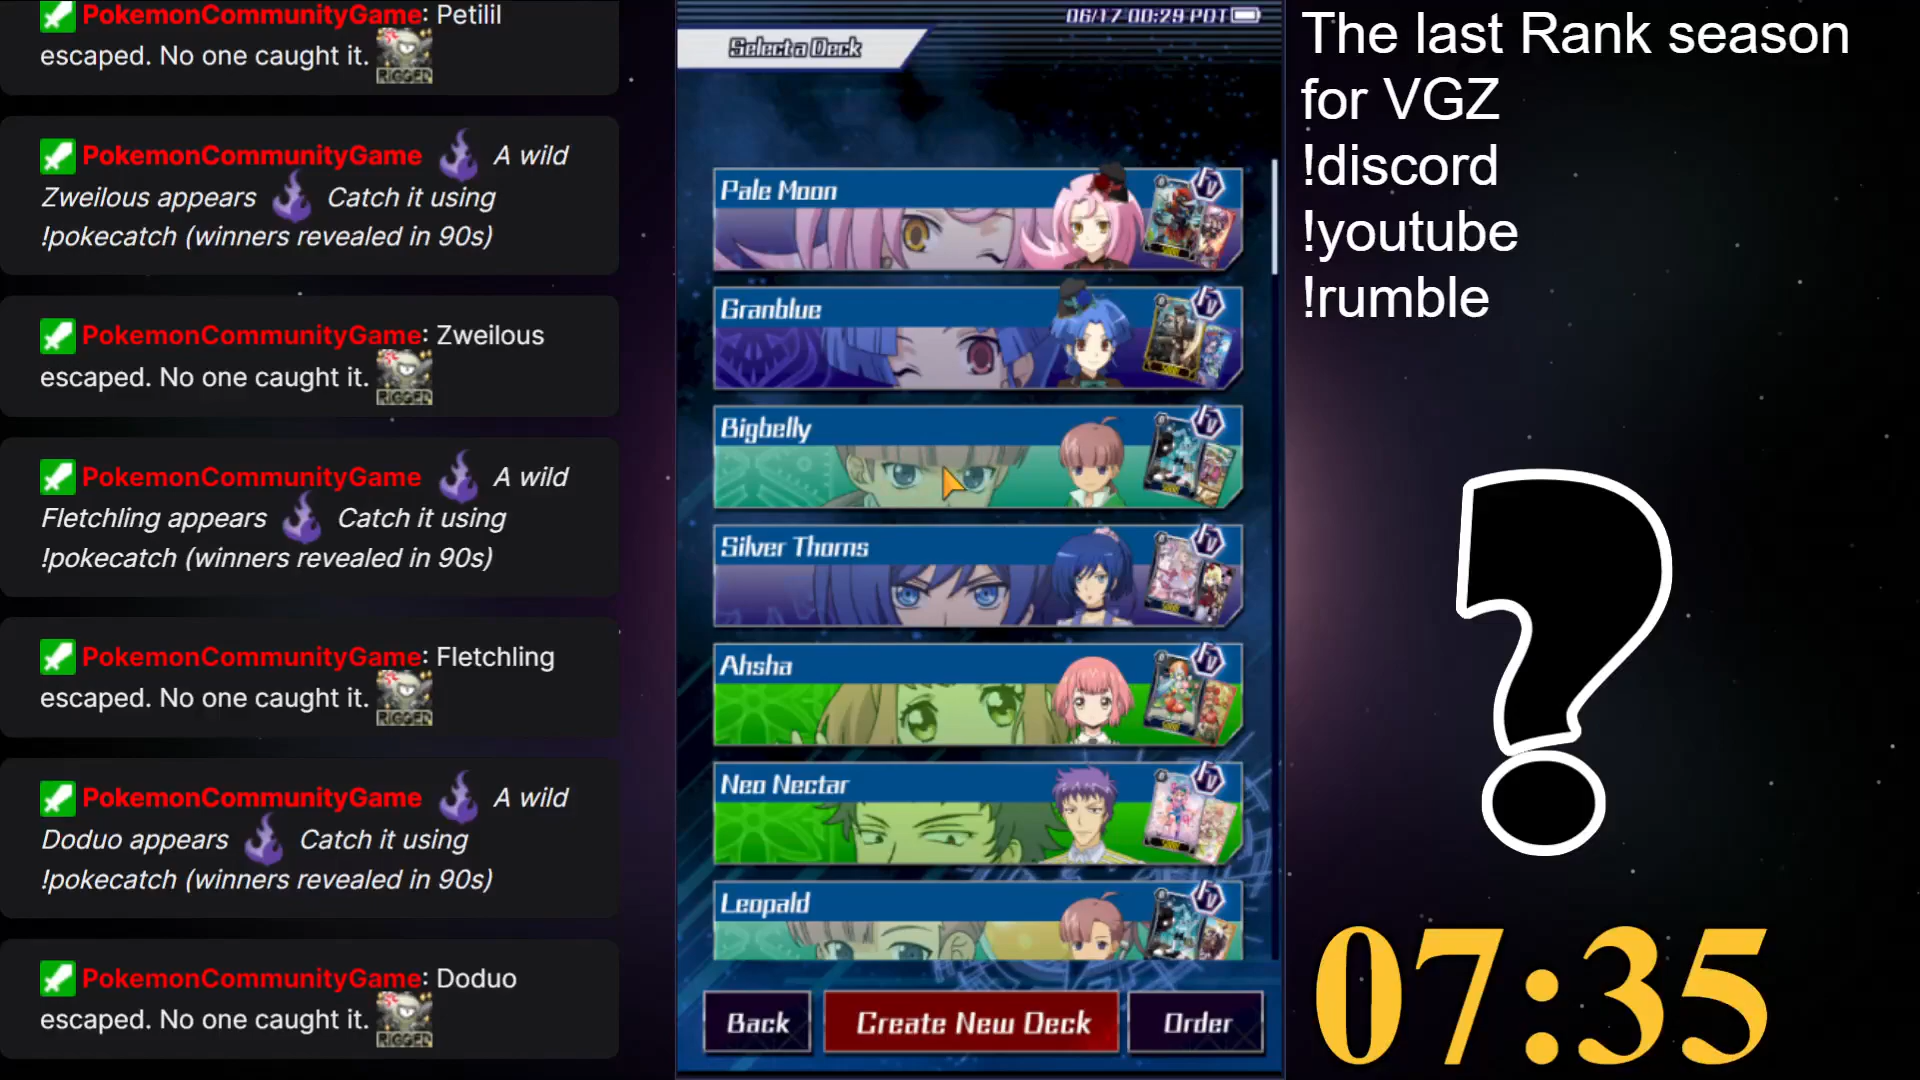 PokemonCommunityGame: Petilil
escaped. No one caught it.
RIGGED
PokemonCommunityGame A wild
Zweilous appears Catch it using
!pokecatch (winners revealed in 90s)
PokemonCommunityGame: Zweilous
escaped. No one caught it.
RIGGED
PokemonCommunityGame A wild
Fletchling appears Catch it using
!pokecatch (winners revealed in 90s)
PokemonCommunityGame: Fletchling
escaped. No one caught it.
RIGGED
PokemonCommunityGame A wild
Doduo appears Catch it using
!pokecatch (winners revealed in 90s)
PokemonCommunityGame: Doduo
escaped. No one caught it.
RIGGED
06/17 00:29 PDT
Select a Deck
Pale Moon
Granblue
Bigbelly
Silver Thorns
Ahsha
Neo Nectar
Leopald
Back
Create New Deck
Order
The last Rank season
for VGZ
!discord
!youtube
!rumble
?
07:35